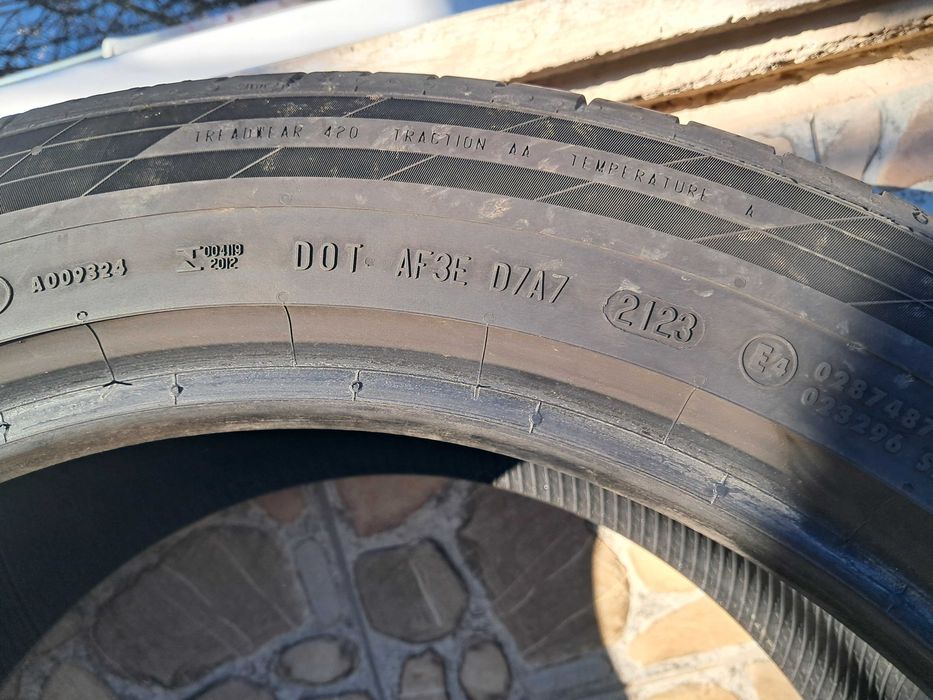 TREADWEAR 420 TRACTION AA TEMPERATURE A
A009324
004119
2012
DOT AF3E D7A7 2123
E4
0287487
023296 S